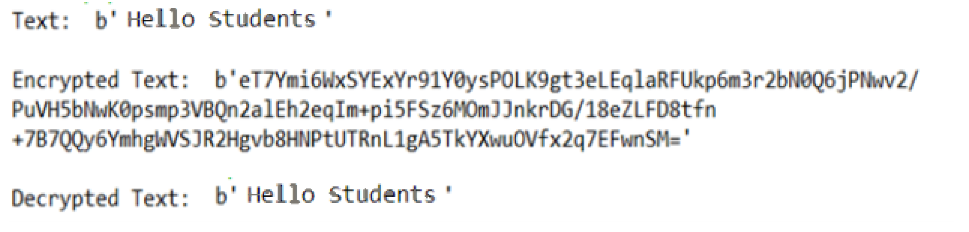 Text: b' Hello Students '
Encrypted Text: b'eT7Ymi6WxSYExYr91Y0ysPOLK9gt3eLEqlaRFUkp6m3r2bN0Q6jPNwv2/
PuVH5bNwK0psmp3VBQn2alEh2eqIm+pi5FSz6MOmJJnkrDG/18eZLFD8tfn
+7B7QQy6YmhgWVSJR2Hgvb8HNPtUTRnL1gA5TkYXwuOVfx2q7EFwnSM='
Decrypted Text: b' Hello Students '